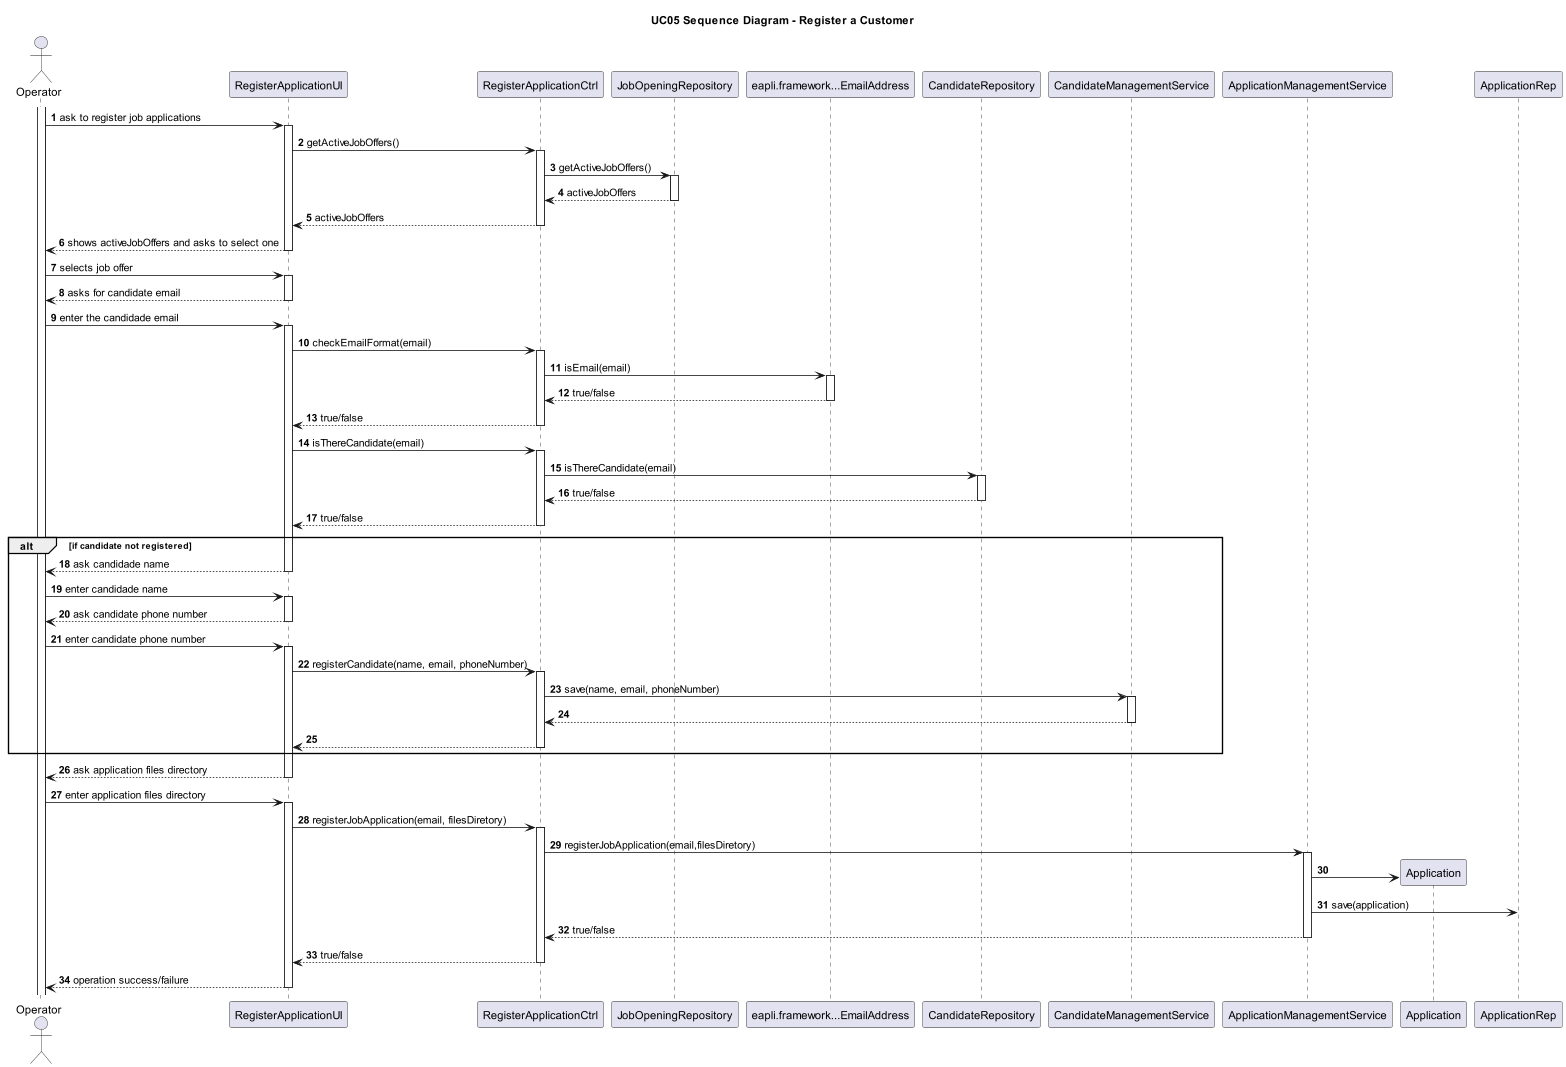 UC05 Sequence Diagram - Register a Customer
Operator
RegisterApplicationUI
RegisterApplicationCtrl
JobOpeningRepository
eapli.framework...EmailAddress
CandidateRepository
CandidateManagementService
ApplicationManagementService
ApplicationRep
1 ask to register job applications
2 getActiveJobOffers()
3 getActiveJobOffers()
4 activeJobOffers
5 activeJobOffers
6 shows activeJobOffers and asks to select one
7 selects job offer
8 asks for candidate email
9 enter the candidade email
10 checkEmailFormat(email)
11 isEmail(email)
12 true/false
13 true/false
14 isThereCandidate(email)
15 isThereCandidate(email)
16 true/false
17 true/false
alt [if candidate not registered]
18 ask candidade name
19 enter candidade name
20 ask candidate phone number
21 enter candidate phone number
22 registerCandidate(name, email, phoneNumber)
23 save(name, email, phoneNumber)
24
25
26 ask application files directory
27 enter application files directory
28 registerJobApplication(email, filesDiretory)
29 registerJobApplication(email,filesDiretory)
30
Application
31 save(application)
32 true/false
33 true/false
34 operation success/failure
Operator
RegisterApplicationUI
RegisterApplicationCtrl
JobOpeningRepository
eapli.framework...EmailAddress
CandidateRepository
CandidateManagementService
ApplicationManagementService
Application
ApplicationRep